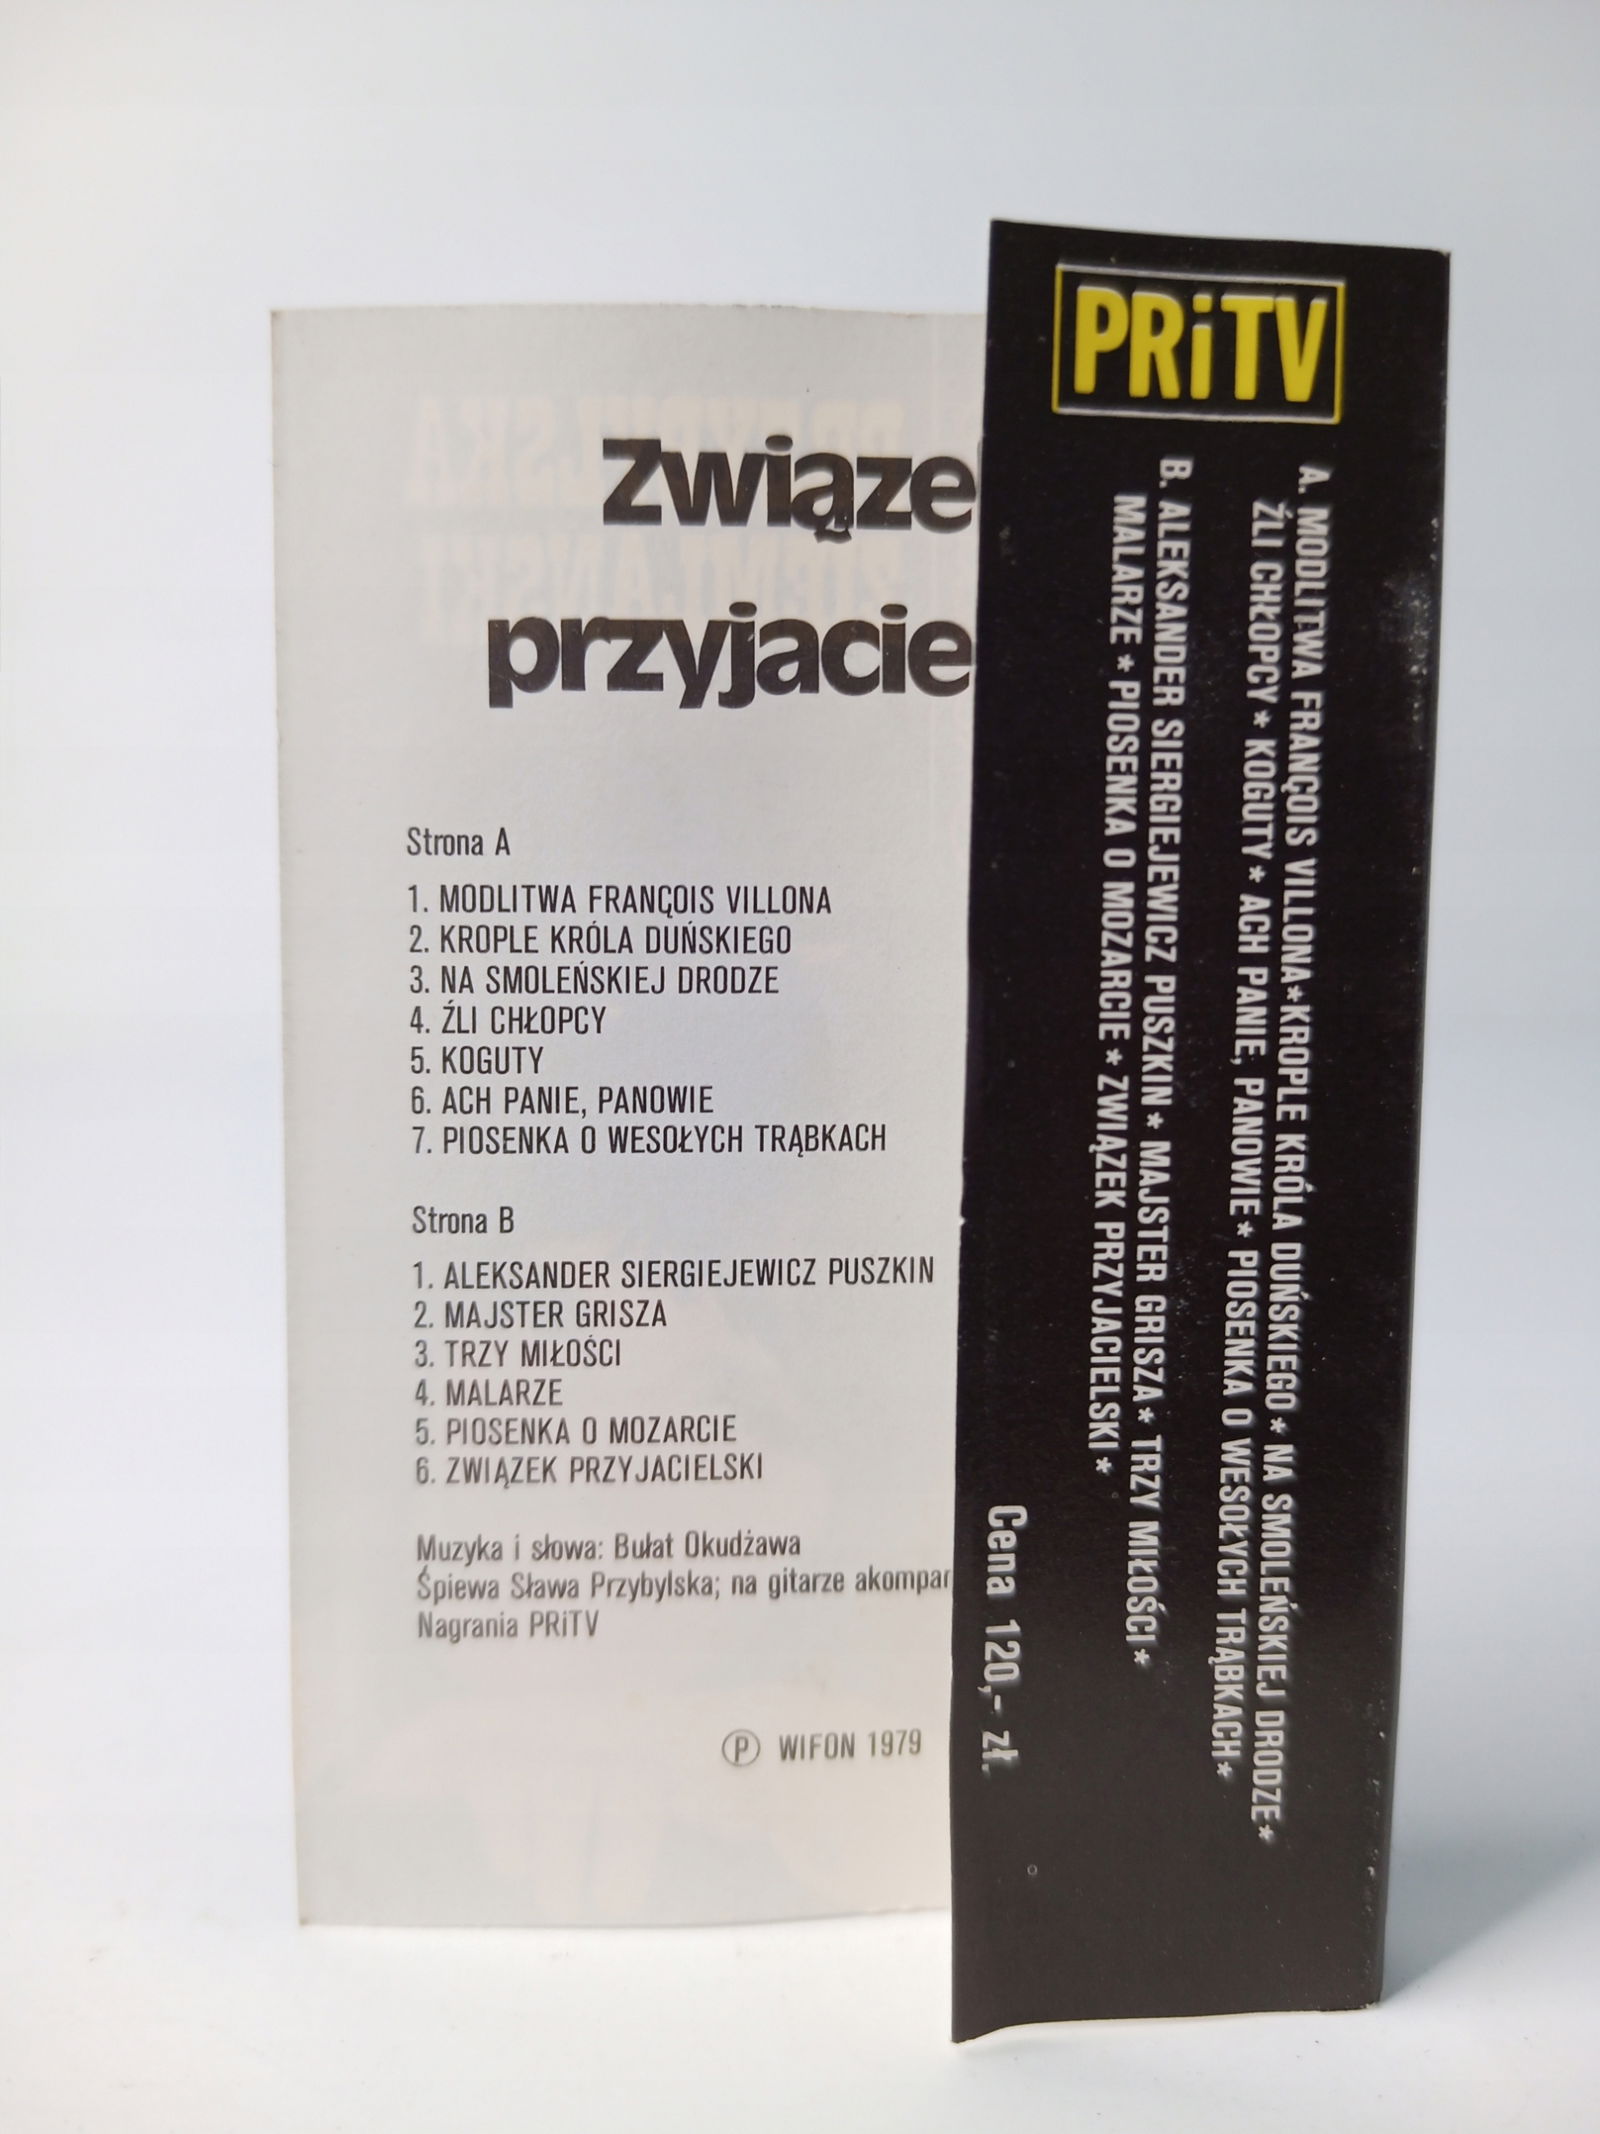 Związe
przyjacie
Strona A
1. MODLITWA FRANÇOIS VILLONA
2. KROPLE KRÓLA DUŃSKIEGO
3. NA SMOLEŃSKIEJ DRODZE
4. ŹLI CHŁOPCY
5. KOGUTY
6. ACH PANIE, PANOWIE
7. PIOSENKA O WESOŁYCH TRĄBKACH
Strona B
1. ALEKSANDER SIERGIEJEWICZ PUSZKIN
2. MAJSTER GRISZA
3. TRZY MIŁOŚCI
4. MALARZE
5. PIOSENKA O MOZARCIE
6. ZWIĄZEK PRZYJACIELSKI
Muzyka i słowa: Bułat Okudżawa
Śpiewa Sława Przybylska; na gitarze akompan
Nagrania PRiTV
Ⓟ WIFON 1979
PRiTV
A. MODLITWA FRANÇOIS VILLONA * KROPLE KRÓLA DUŃSKIEGO * NA SMOLEŃSKIEJ DRODZE *
ŹLI CHŁOPCY * KOGUTY * ACH PANIE, PANOWIE * PIOSENKA O WESOŁYCH TRĄBKACH *
B. ALEKSANDER SIERGIEJEWICZ PUSZKIN * MAJSTER GRISZA * TRZY MIŁOŚCI *
MALARZE * PIOSENKA O MOZARCIE * ZWIĄZEK PRZYJACIELSKI *
Cena 120,- zł.